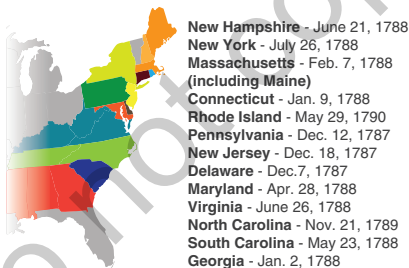 New Hampshire - June 21, 1788
New York - July 26, 1788
Massachusetts - Feb. 7, 1788
(including Maine)
Connecticut - Jan. 9, 1788
Rhode Island - May 29, 1790
Pennsylvania - Dec. 12, 1787
New Jersey - Dec. 18, 1787
Delaware - Dec.7, 1787
Maryland - Apr. 28, 1788
Virginia - June 26, 1788
North Carolina - Nov. 21, 1789
South Carolina - May 23, 1788
Georgia - Jan. 2, 1788